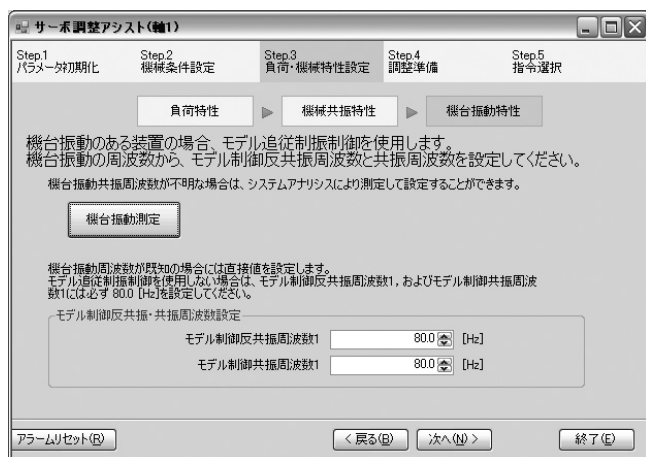 サーボ調整アシスト(軸1)
Step.1 パラメータ初期化
Step.2 機械条件設定
Step.3 負荷・機械特性設定
Step.4 調整準備
Step.5 指令選択
負荷特性
機械共振特性
機台振動特性
機台振動のある装置の場合、モデル追従制振制御を使用します。
機台振動の周波数から、モデル制御反共振周波数と共振周波数を設定してください。
機台振動共振周波数が不明な場合は、システムアナリシスにより測定して設定することができます。
機台振動測定
機台振動周波数が既知の場合には直接値を設定します。
モデル追従制振制御を使用しない場合は、モデル制御反共振周波数1，およびモデル制御共振周波
数1には必ず 80.0 [Hz]を設定してください。
モデル制御反共振・共振周波数設定
モデル制御反共振周波数1 80.0 [Hz]
モデル制御共振周波数1 80.0 [Hz]
アラームリセット(R)
< 戻る(B)
次へ(N) >
終了(E)